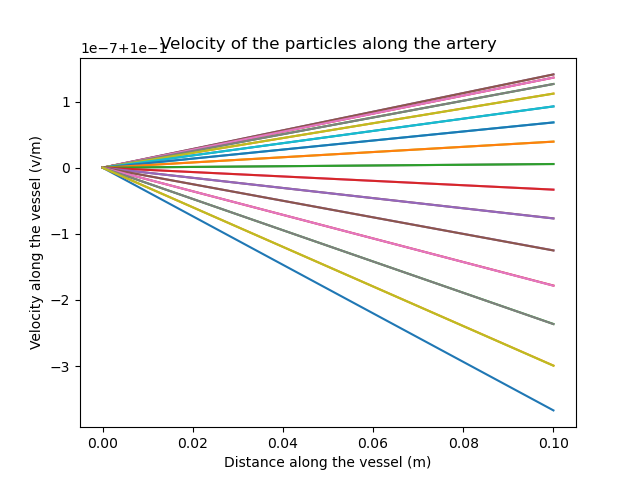 Velocity of the particles along the artery
1e−7+1e−1
1
0
−1
−2
−3
Velocity along the vessel (v/m)
0.00 0.02 0.04 0.06 0.08 0.10
Distance along the vessel (m)